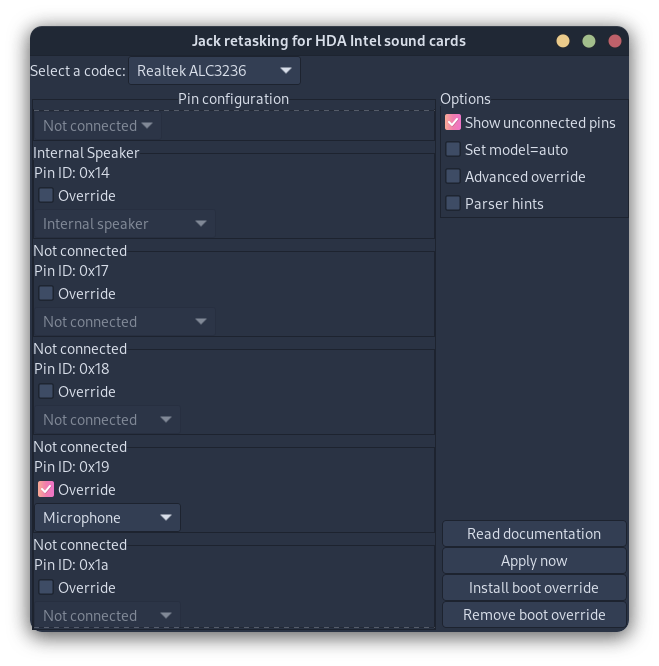 Jack retasking for HDA Intel sound cards
Select a codec: Realtek ALC3236
Pin configuration
Not connected
Internal Speaker
Pin ID: 0x14
Override
Internal speaker
Not connected
Pin ID: 0x17
Override
Not connected
Not connected
Pin ID: 0x18
Override
Not connected
Not connected
Pin ID: 0x19
Override
Microphone
Not connected
Pin ID: 0x1a
Override
Not connected
Options
Show unconnected pins
Set model=auto
Advanced override
Parser hints
Read documentation
Apply now
Install boot override
Remove boot override